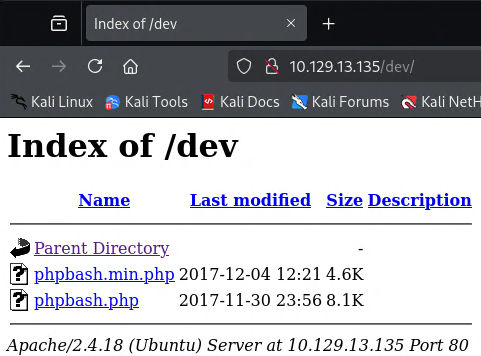 Index of /dev
10.129.13.135/dev/
Kali Linux Kali Tools Kali Docs Kali Forums Kali NetH
Index of /dev
Name Last modified Size Description
Parent Directory -
phpbash.min.php 2017-12-04 12:21 4.6K
phpbash.php 2017-11-30 23:56 8.1K
Apache/2.4.18 (Ubuntu) Server at 10.129.13.135 Port 80